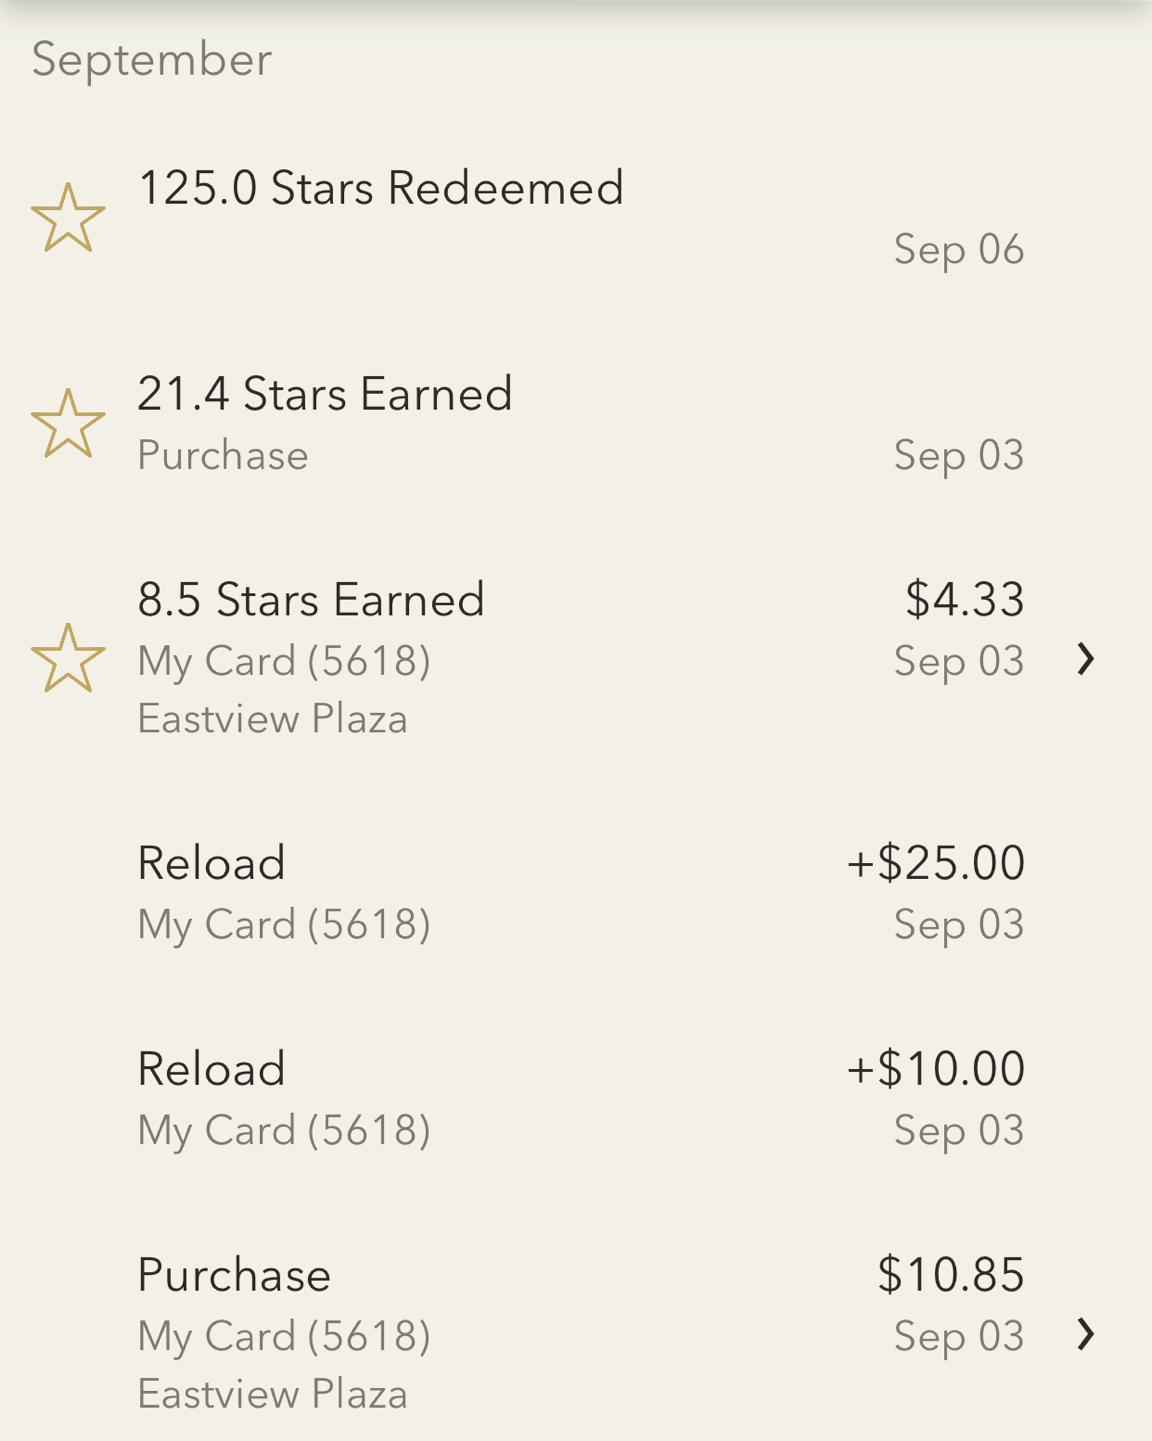 September
125.0 Stars Redeemed
Sep 06
21.4 Stars Earned
Purchase Sep 03
8.5 Stars Earned $4.33
My Card (5618) Sep 03
Eastview Plaza
Reload +$25.00
My Card (5618) Sep 03
Reload +$10.00
My Card (5618) Sep 03
Purchase $10.85
My Card (5618) Sep 03
Eastview Plaza